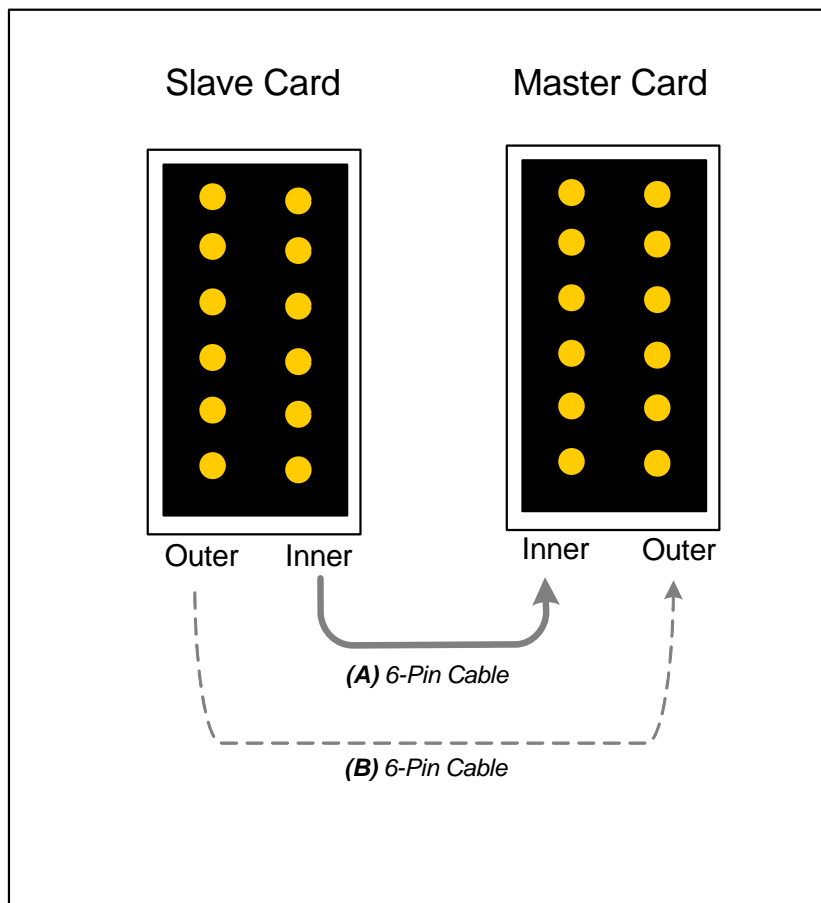 Slave Card
Master Card
Outer
Inner
Inner
Outer
(A) 6-Pin Cable
(B) 6-Pin Cable